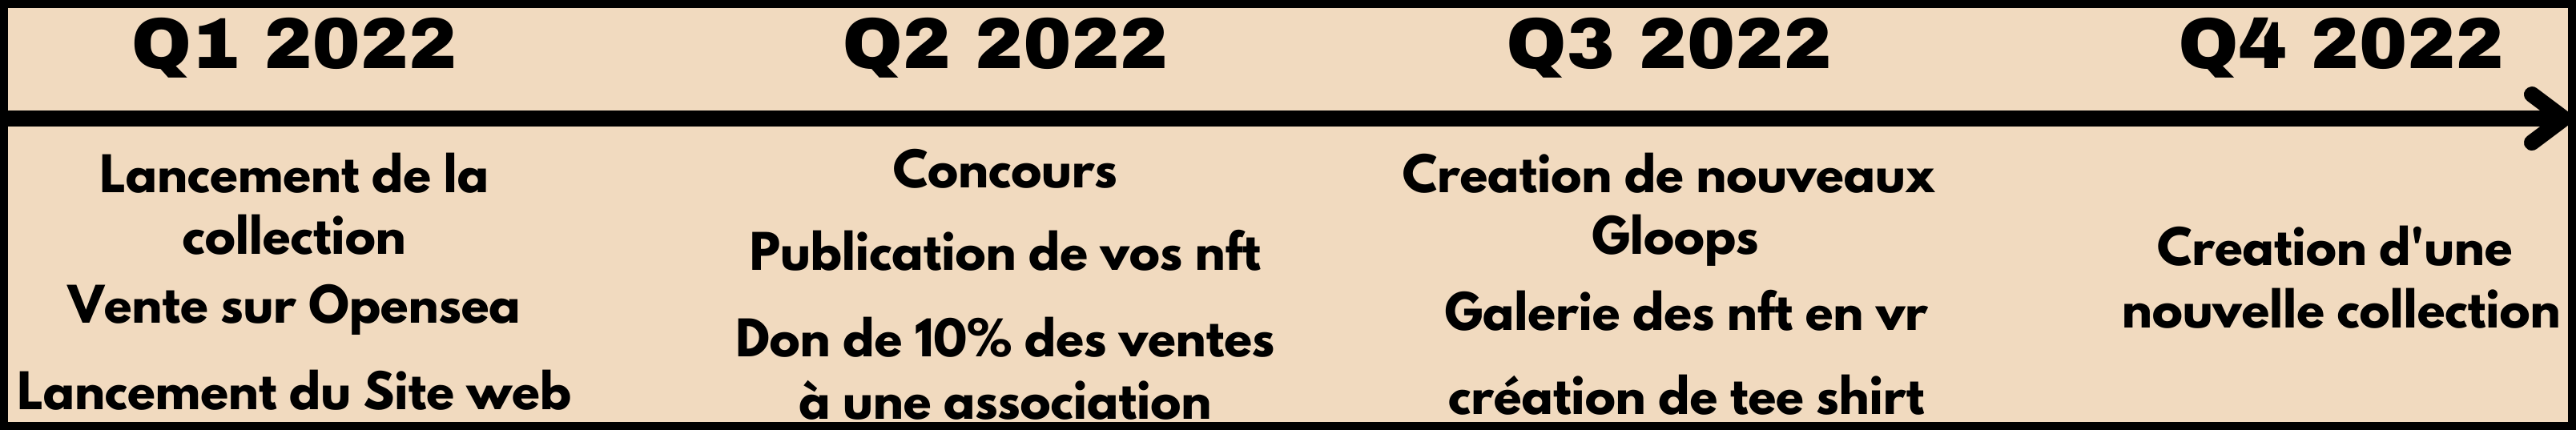 Q1 2022
Lancement de la
collection
Vente sur Opensea
Lancement du Site web
Q2 2022
Concours
Publication de vos nft
Don de 10% des ventes
à une association
Q3 2022
Creation de nouveaux
Gloops
Galerie des nft en vr
création de tee shirt
Q4 2022
Creation d'une
nouvelle collection